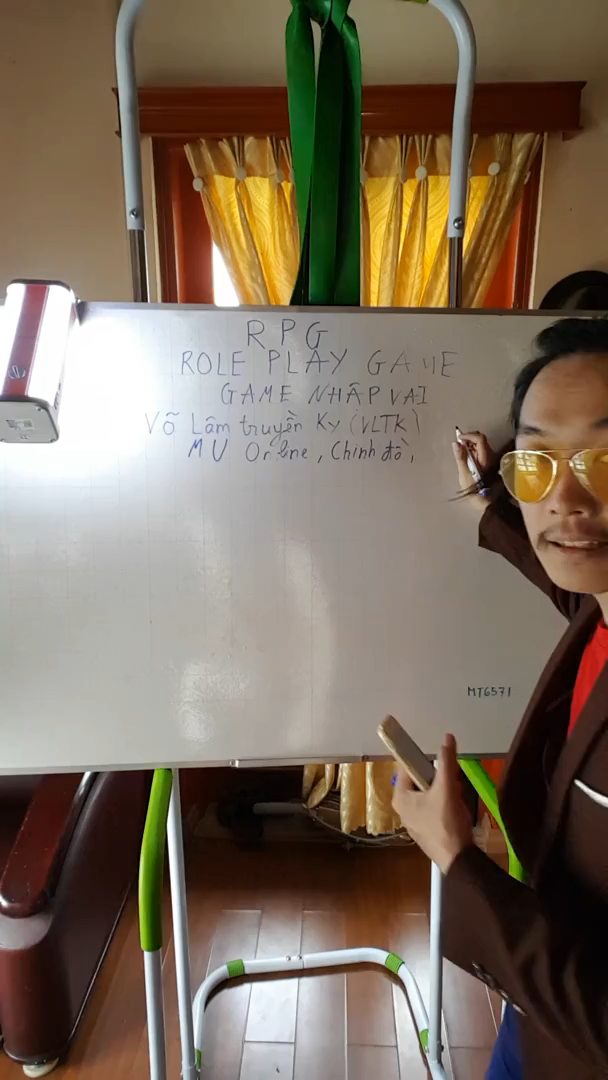 RPG
ROLE PLAY GAME
GAME NHẬP VAI
Võ Lâm truyền Kỳ (VLTK)
MU Online, Chinh đồ,
MT6571